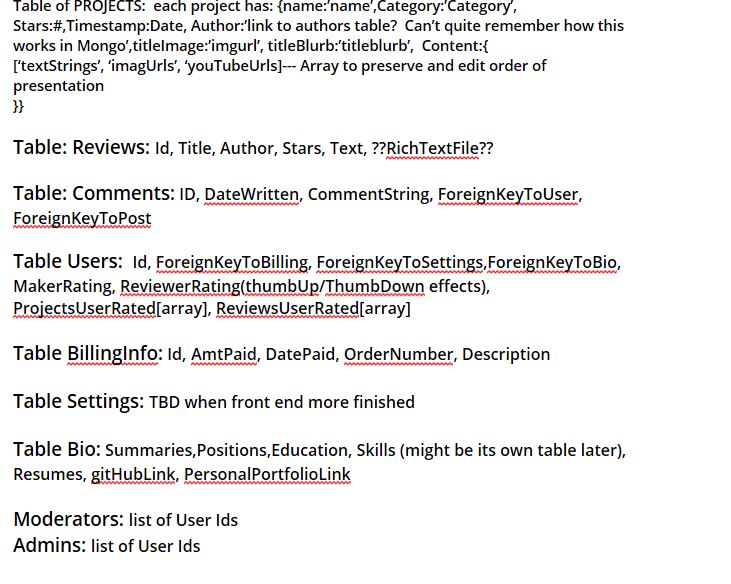 Table of PROJECTS:  each project has: {name:’name’,Category:’Category’,
Stars:#,Timestamp:Date, Author:’link to authors table?  Can’t quite remember how this
works in Mongo’,titleImage:’imgurl’, titleBlurb:’titleblurb’,  Content:{
[‘textStrings’, ‘imagUrls’, ‘youTubeUrls]--- Array to preserve and edit order of
presentation
}}
Table: Reviews: Id, Title, Author, Stars, Text, ??RichTextFile??
Table: Comments: ID, DateWritten, CommentString, ForeignKeyToUser,
ForeignKeyToPost
Table Users:  Id, ForeignKeyToBilling, ForeignKeyToSettings,ForeignKeyToBio,
MakerRating, ReviewerRating(thumbUp/ThumbDown effects),
ProjectsUserRated[array], ReviewsUserRated[array]
Table BillingInfo: Id, AmtPaid, DatePaid, OrderNumber, Description
Table Settings: TBD when front end more finished
Table Bio: Summaries,Positions,Education, Skills (might be its own table later),
Resumes, gitHubLink, PersonalPortfolioLink
Moderators: list of User Ids
Admins: list of User Ids